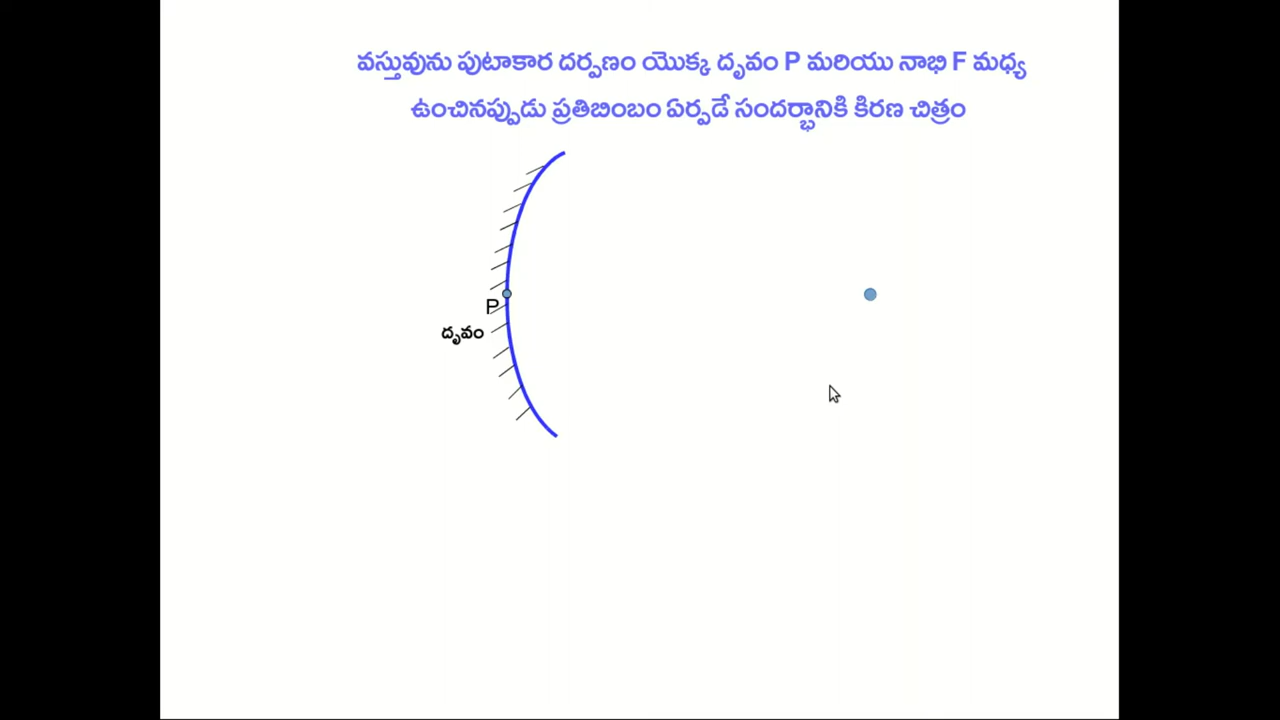 వస్తువును పుటాకార దర్పణం యొక్క దృవం P మరియు నాభి F మధ్య
ఉంచినప్పుడు ప్రతిబింబం ఏర్పడే సందర్భానికి కిరణ చిత్రం
P
దృవం